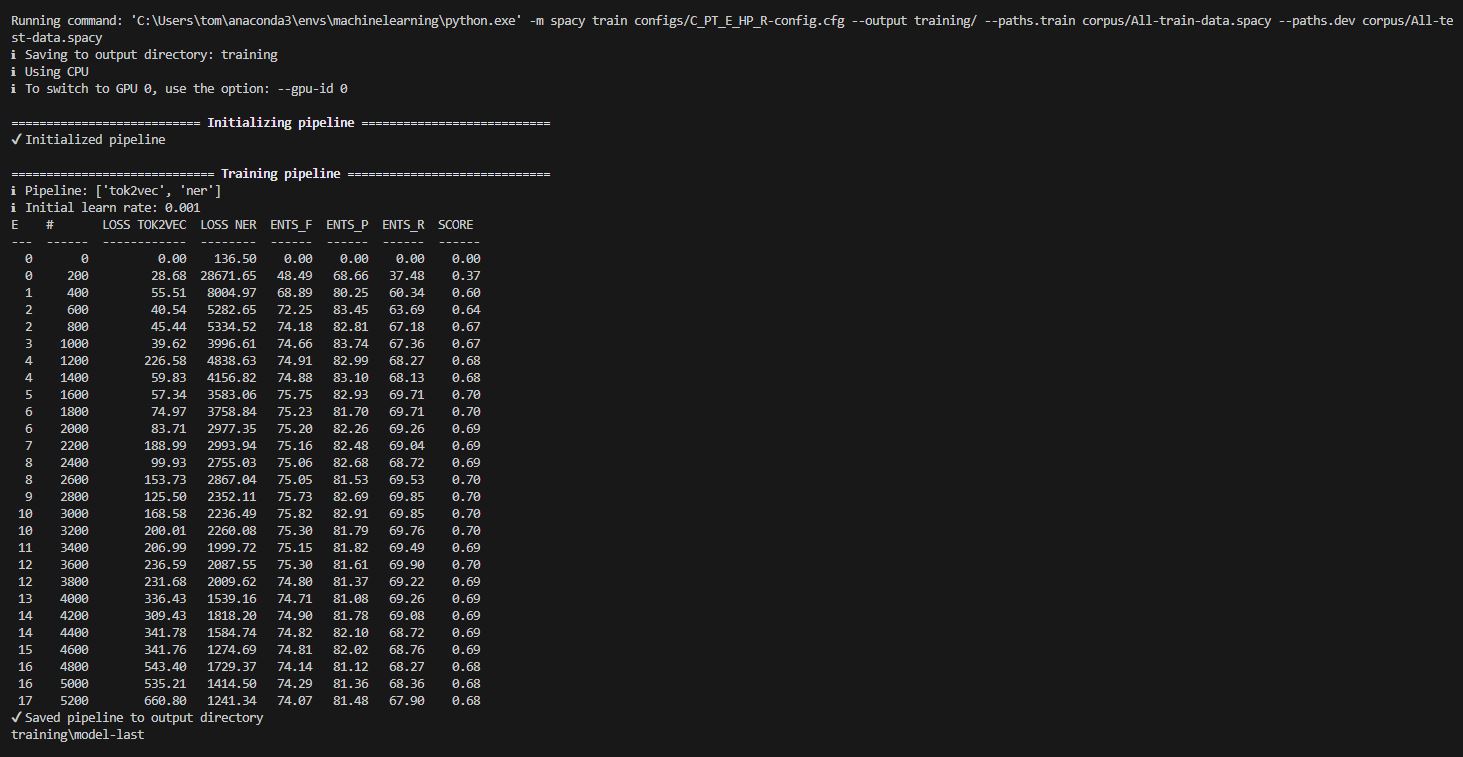 Running command: 'C:\Users\tom\anaconda3\envs\machinelearning\python.exe' -m spacy train configs/C_PT_E_HP_R-config.cfg --output training/ --paths.train corpus/All-train-data.spacy --paths.dev corpus/All-te
st-data.spacy
ℹ Saving to output directory: training
ℹ Using CPU
ℹ To switch to GPU 0, use the option: --gpu-id 0
=========================== Initializing pipeline ===========================
✔ Initialized pipeline
============================= Training pipeline =============================
ℹ Pipeline: ['tok2vec', 'ner']
ℹ Initial learn rate: 0.001
E    #       LOSS TOK2VEC  LOSS NER  ENTS_F  ENTS_P  ENTS_R  SCORE
---  ------  ------------  --------  ------  ------  ------  ------
  0       0          0.00    136.50    0.00    0.00    0.00    0.00
  0     200         28.68  28671.65   48.49   68.66   37.48    0.37
  1     400         55.51   8004.97   68.89   80.25   60.34    0.60
  2     600         40.54   5282.65   72.25   83.45   63.69    0.64
  2     800         45.44   5334.52   74.18   82.81   67.18    0.67
  3    1000         39.62   3996.61   74.66   83.74   67.36    0.67
  4    1200        226.58   4838.63   74.91   82.99   68.27    0.68
  4    1400         59.83   4156.82   74.88   83.10   68.13    0.68
  5    1600         57.34   3583.06   75.75   82.93   69.71    0.70
  6    1800         74.97   3758.84   75.23   81.70   69.71    0.70
  6    2000         83.71   2977.35   75.20   82.26   69.26    0.69
  7    2200        188.99   2993.94   75.16   82.48   69.04    0.69
  8    2400         99.93   2755.03   75.06   82.68   68.72    0.69
  8    2600        153.73   2867.04   75.05   81.53   69.53    0.70
  9    2800        125.50   2352.11   75.73   82.69   69.85    0.70
 10    3000        168.58   2236.49   75.82   82.91   69.85    0.70
 10    3200        200.01   2260.08   75.30   81.79   69.76    0.70
 11    3400        206.99   1999.72   75.15   81.82   69.49    0.69
 12    3600        236.59   2087.55   75.30   81.61   69.90    0.70
 12    3800        231.68   2009.62   74.80   81.37   69.22    0.69
 13    4000        336.43   1539.16   74.71   81.08   69.26    0.69
 14    4200        309.43   1818.20   74.90   81.78   69.08    0.69
 14    4400        341.78   1584.74   74.82   82.10   68.72    0.69
 15    4600        341.76   1274.69   74.81   82.02   68.76    0.69
 16    4800        543.40   1729.37   74.14   81.12   68.27    0.68
 16    5000        535.21   1414.50   74.29   81.36   68.36    0.68
 17    5200        660.80   1241.34   74.07   81.48   67.90    0.68
✔ Saved pipeline to output directory
training\model-last